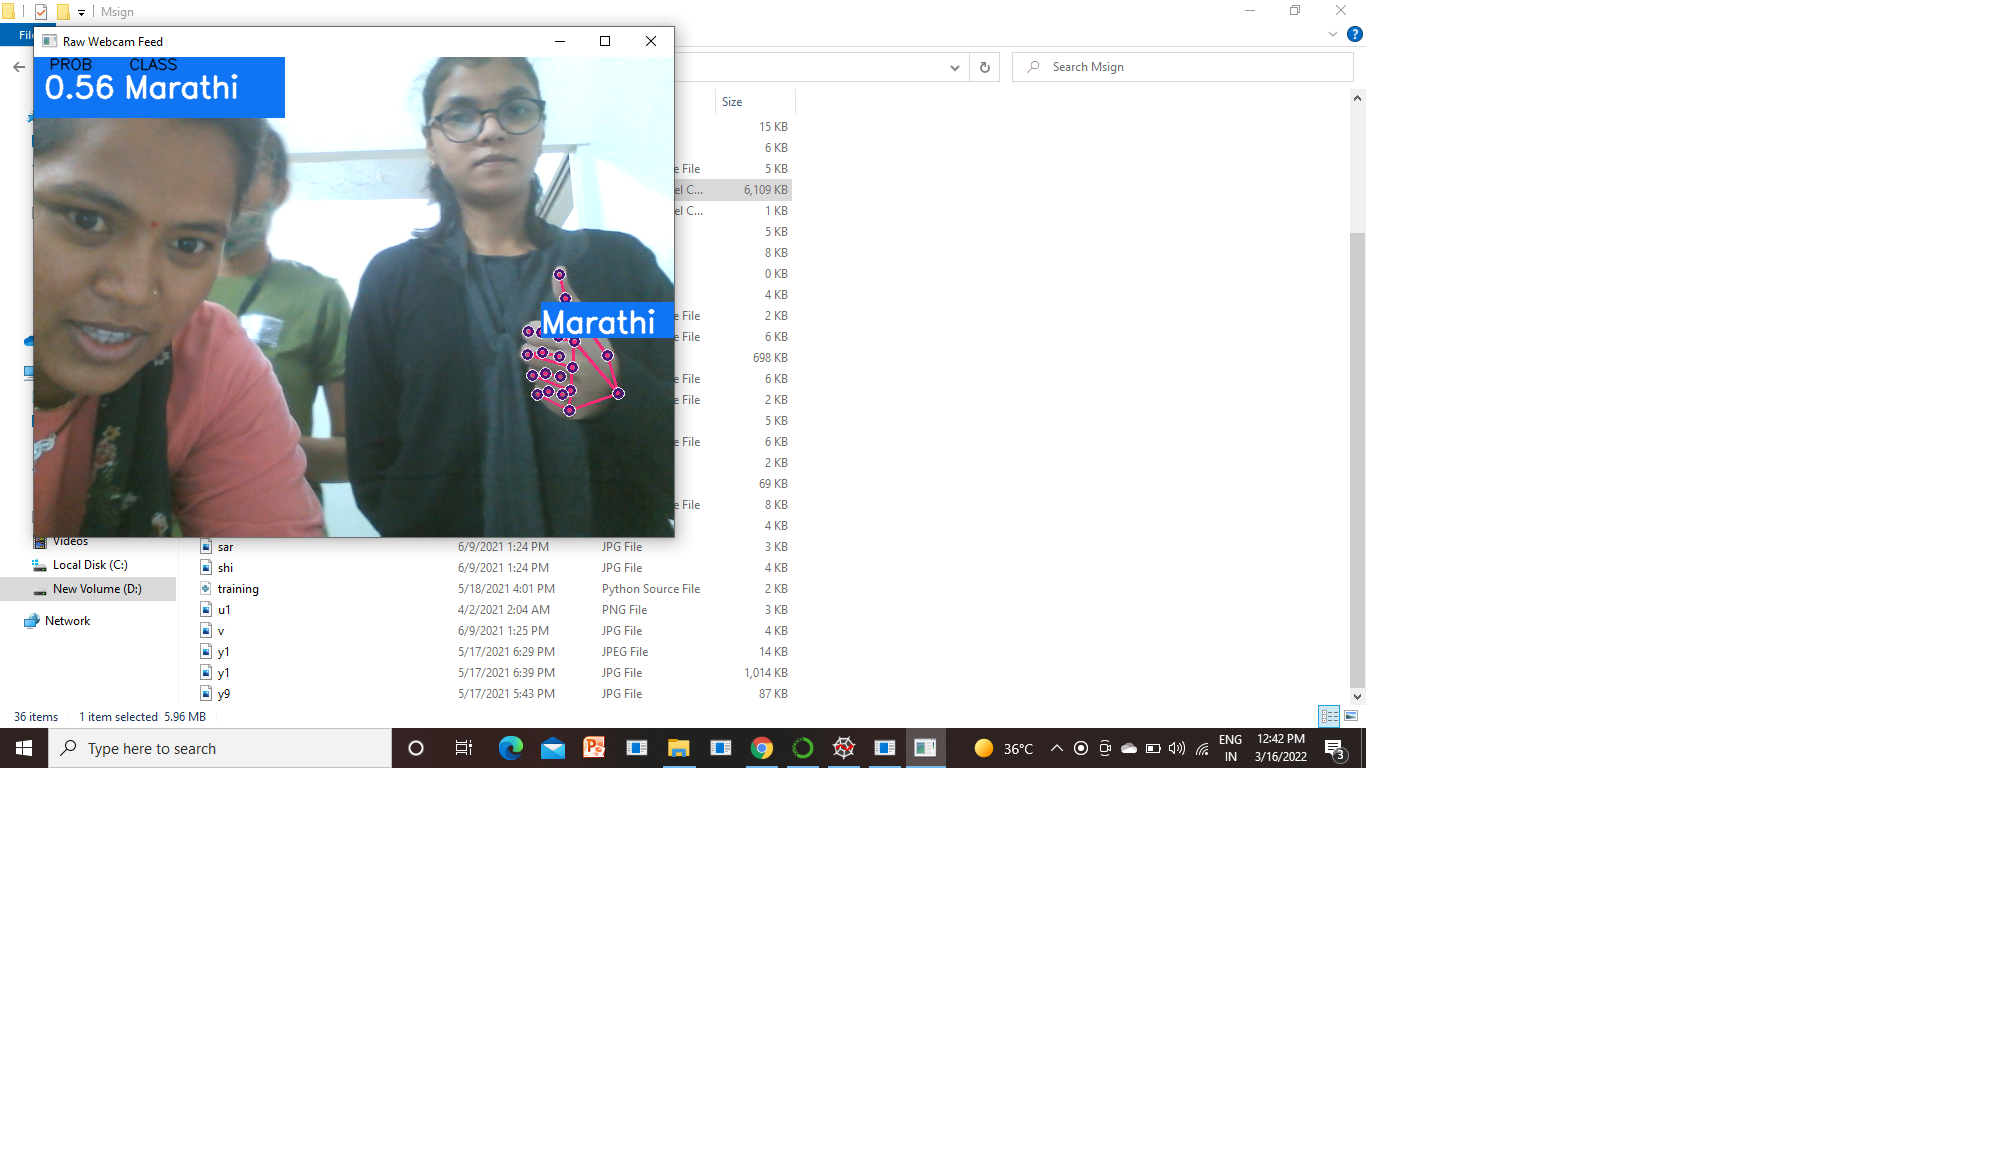 Msign
File
Raw Webcam Feed
PROB CLASS
0.56 Marathi
Marathi
Search Msign
Size
15 KB
6 KB
e File 5 KB
el C... 6,109 KB
el C... 1 KB
5 KB
8 KB
0 KB
4 KB
e File 2 KB
e File 6 KB
698 KB
e File 6 KB
e File 2 KB
5 KB
e File 6 KB
2 KB
69 KB
e File 8 KB
4 KB
sar 6/9/2021 1:24 PM JPG File 3 KB
shi 6/9/2021 1:24 PM JPG File 4 KB
training 5/18/2021 4:01 PM Python Source File 2 KB
u1 4/2/2021 2:04 AM PNG File 3 KB
v 6/9/2021 1:25 PM JPG File 4 KB
y1 5/17/2021 6:29 PM JPEG File 14 KB
y1 5/17/2021 6:39 PM JPG File 1,014 KB
y9 5/17/2021 5:43 PM JPG File 87 KB
Videos
Local Disk (C:)
New Volume (D:)
Network
36 items 1 item selected 5.96 MB
Type here to search
36°C
ENG
IN
12:42 PM
3/16/2022
3